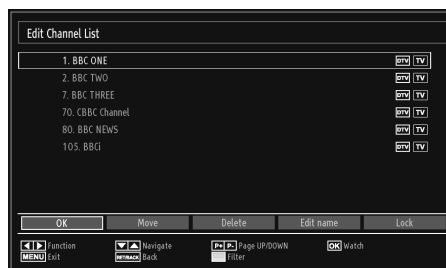 Edit Channel List
1. BBC ONE DTV TV
2. BBC TWO DTV TV
7. BBC THREE DTV TV
70. CBBC Channel DTV TV
80. BBC NEWS DTV TV
105. BBCi DTV TV
OK Move Delete Edit name Lock
Function Navigate P+ P- Page UP/DOWN OK Watch
MENU Exit RET/BACK Back Filter